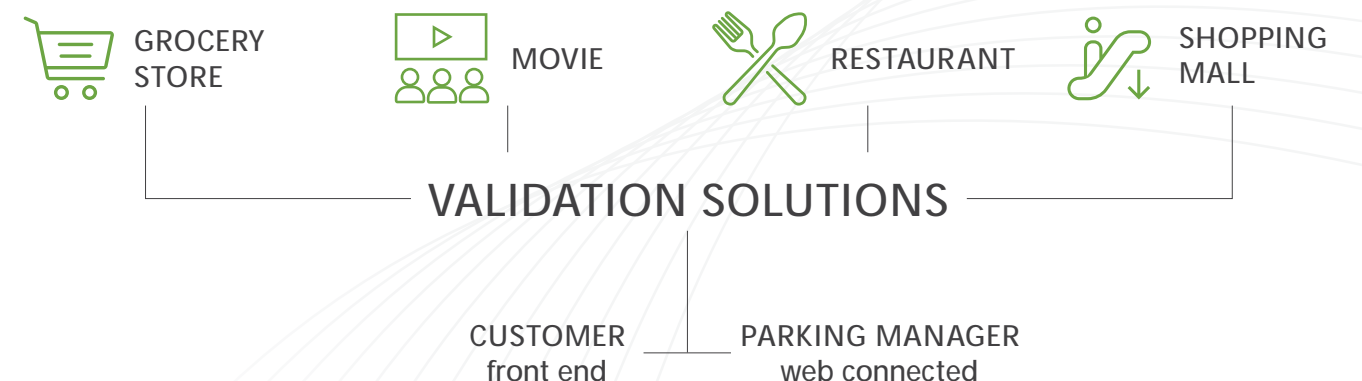 GROCERY
STORE
MOVIE
RESTAURANT
SHOPPING
MALL
VALIDATION SOLUTIONS
CUSTOMER
front end
PARKING MANAGER
web connected